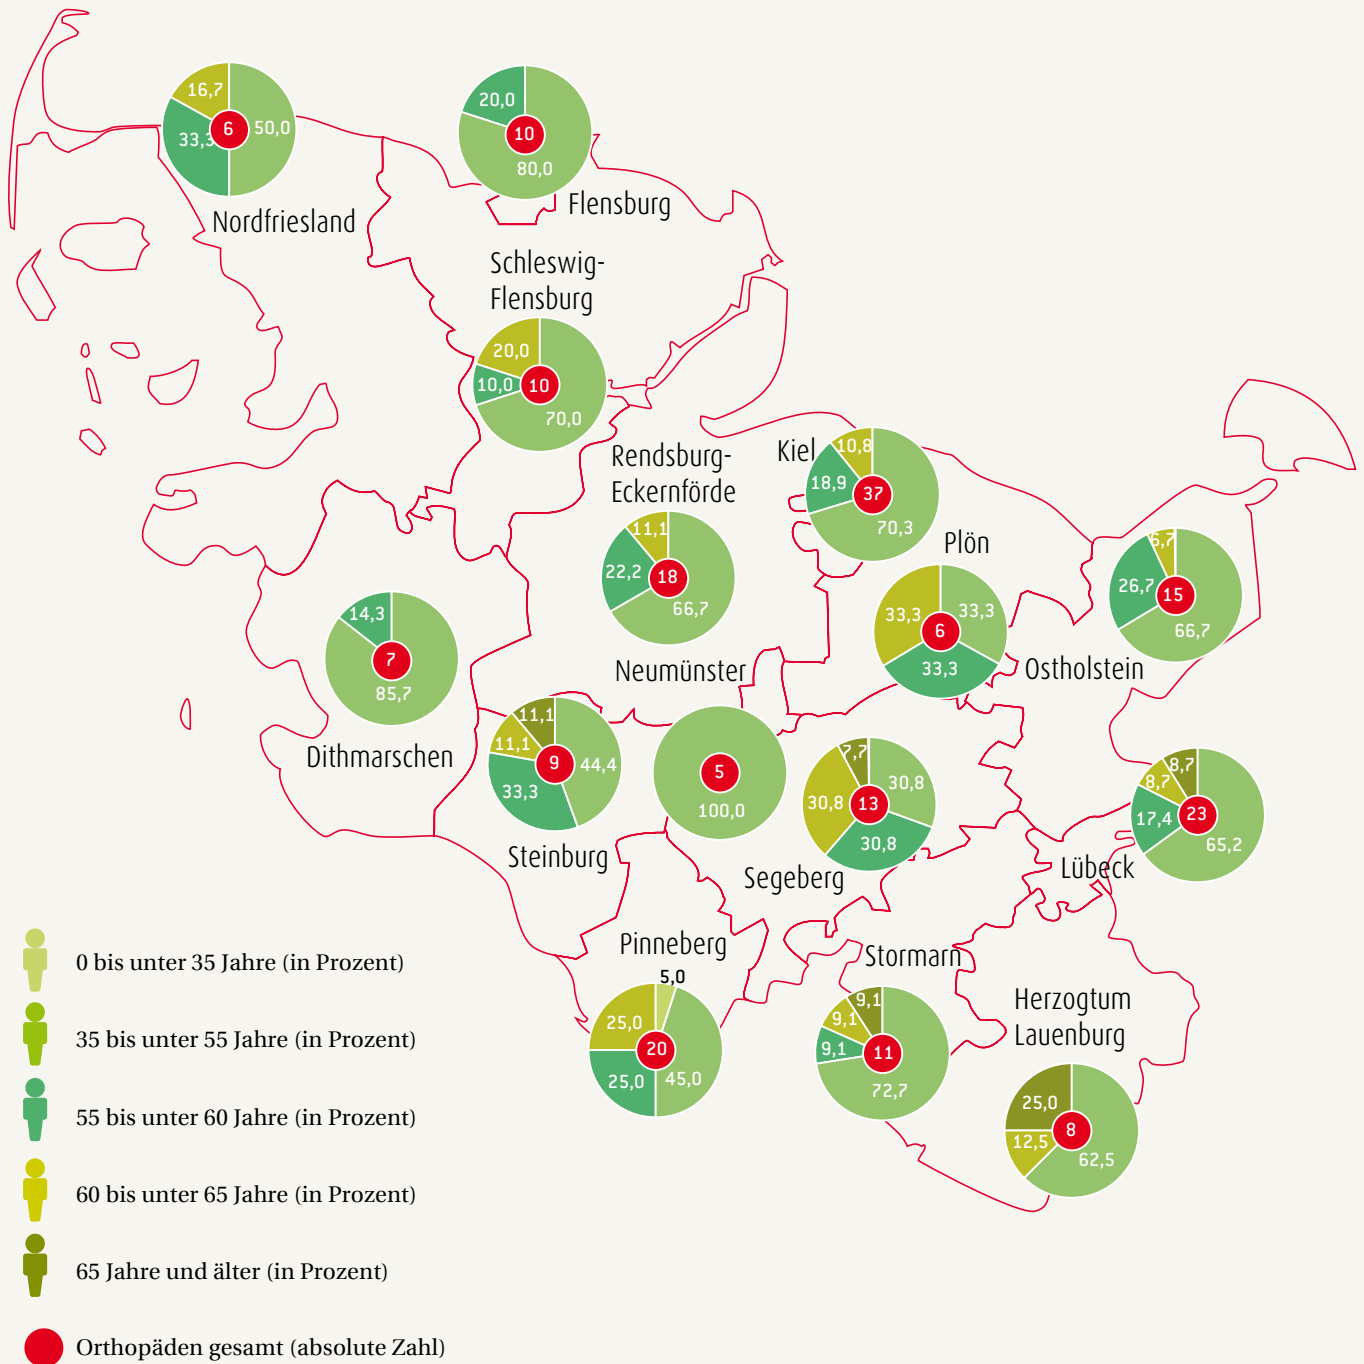 16,7
33,3
6
50,0
Nordfriesland
20,0
10
80,0
Flensburg
Schleswig-
Flensburg
20,0
10,0
10
70,0
Rendsburg-
Eckernförde
11,1
22,2
18
66,7
Kiel
10,8
18,9
37
70,3
Plön
33,3
33,3
6
33,3
6,7
26,7
15
66,7
Ostholstein
14,3
7
85,7
Dithmarschen
Neumünster
5
100,0
11,1
11,1
9
44,4
33,3
Steinburg
7,7
30,8
30,8
13
30,8
Segeberg
8,7
8,7
17,4
23
65,2
Lübeck
Pinneberg
5,0
25,0
20
25,0
45,0
Stormarn
9,1
9,1
9,1
11
72,7
Herzogtum
Lauenburg
25,0
12,5
8
62,5
0 bis unter 35 Jahre (in Prozent)
35 bis unter 55 Jahre (in Prozent)
55 bis unter 60 Jahre (in Prozent)
60 bis unter 65 Jahre (in Prozent)
65 Jahre und älter (in Prozent)
Orthopäden gesamt (absolute Zahl)